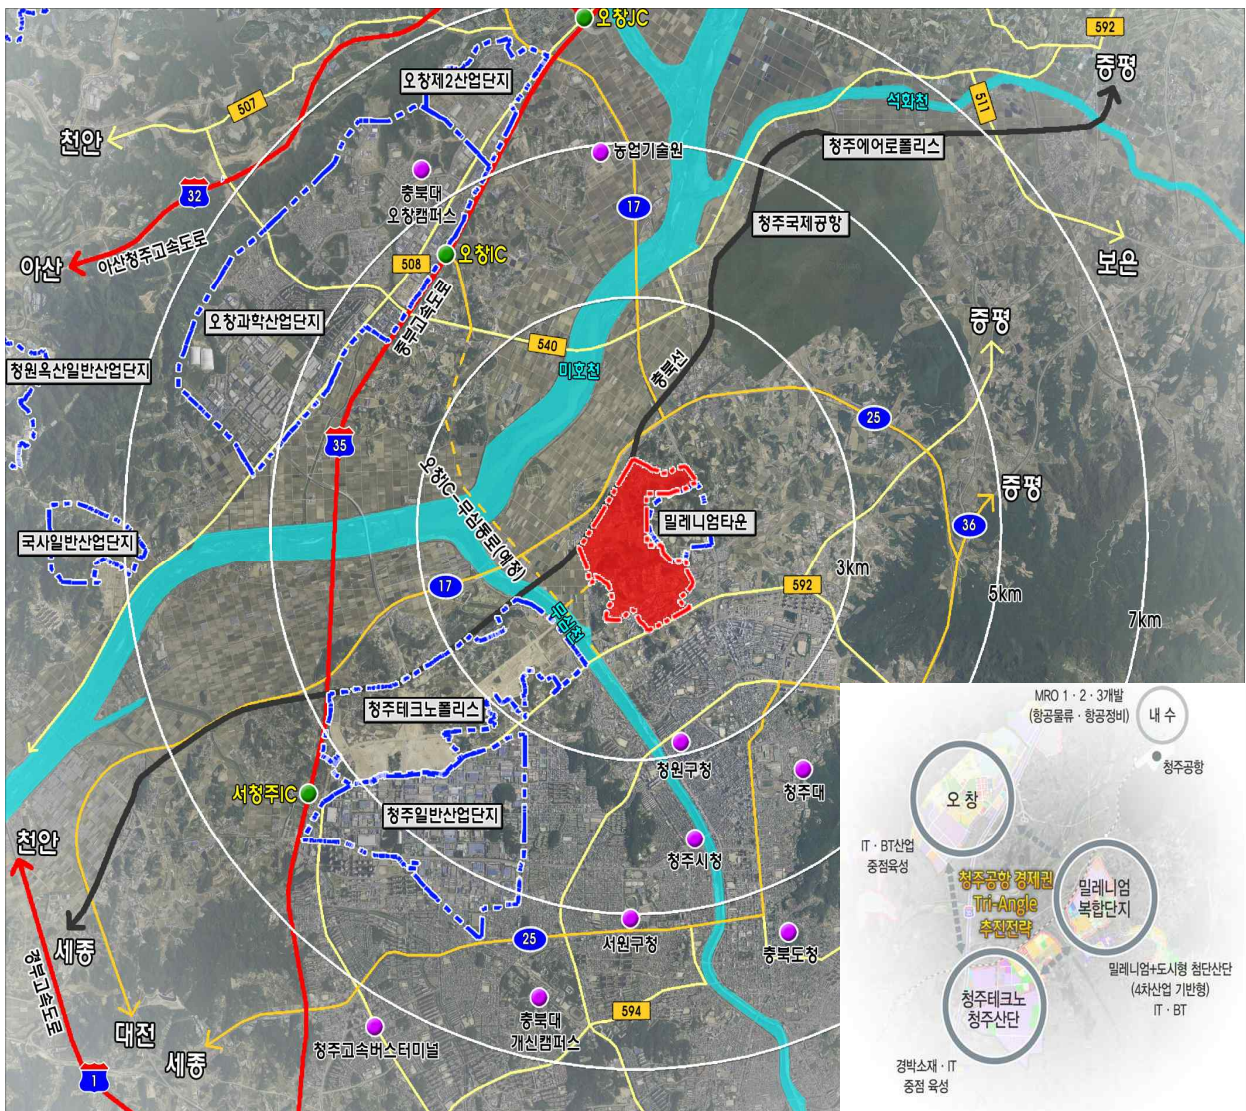 오창JC
592
증평
오창제2산업단지
507
511
석화천
천안
청주에어로폴리스
농업기술원
32
충북대
오창캠퍼스
17
청주국제공항
오창IC
508
아산청주고속도로
아산
보은
오창과학산업단지
중부고속도로
증평
540
청원옥산일반산업단지
미호천
충북선
25
35
오창IC-무심동로(예정)
증평
밀레니엄타운
36
국사일반산업단지
3km
17
592
5km
무심천
7km
청주테크노폴리스
청원구청
청주대
서청주IC
청주일반산업단지
천안
청주시청
서원구청
충북도청
25
세종
경부고속도로
충북대
개신캠퍼스
594
대전
세종
청주고속버스터미널
1
MRO 1 · 2 · 3개발
(항공물류 · 항공정비)
내 수
청주공항
오 창
IT · BT산업
중점육성
청주공항 경제권
Tri-Angle
추진전략
밀레니엄
복합단지
밀레니엄+도시형 첨단산단
(4차산업 기반형)
IT · BT
청주테크노
청주산단
경박소재 · IT
중점 육성